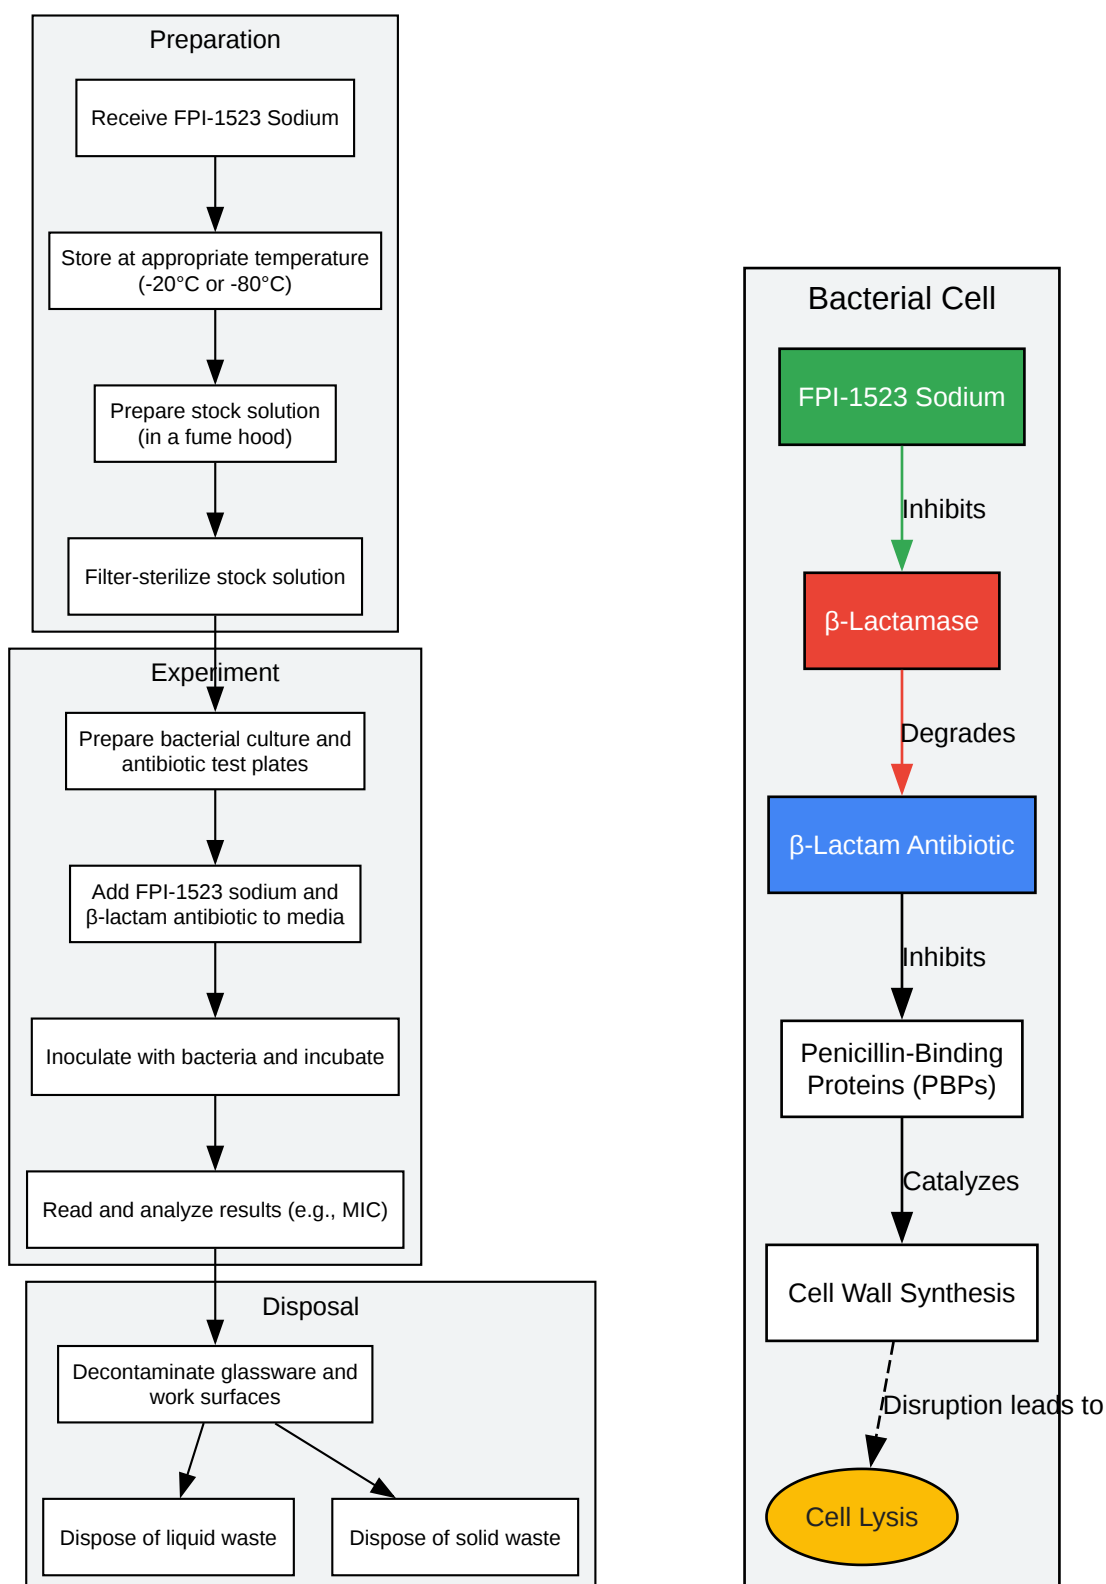 Preparation
Receive FPI-1523 Sodium
Store at appropriate temperature
(-20°C or -80°C)
Prepare stock solution
(in a fume hood)
Filter-sterilize stock solution
Experiment
Prepare bacterial culture and
antibiotic test plates
Add FPI-1523 sodium and
β-lactam antibiotic to media
Inoculate with bacteria and incubate
Read and analyze results (e.g., MIC)
Disposal
Decontaminate glassware and
work surfaces
Dispose of liquid waste
Dispose of solid waste
Bacterial Cell
FPI-1523 Sodium
Inhibits
β-Lactamase
Degrades
β-Lactam Antibiotic
Inhibits
Penicillin-Binding
Proteins (PBPs)
Catalyzes
Cell Wall Synthesis
Disruption leads to
Cell Lysis